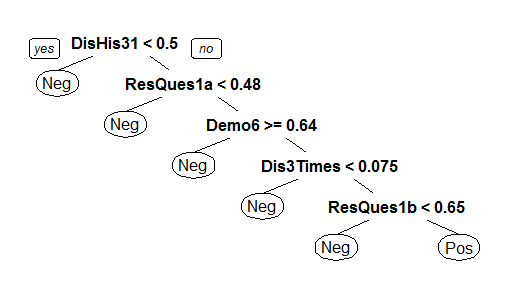 yes DisHis31 < 0.5 no
Neg ResQues1a < 0.48
Neg Demo6 >= 0.64
Neg Dis3Times < 0.075
Neg ResQues1b < 0.65
Neg Pos